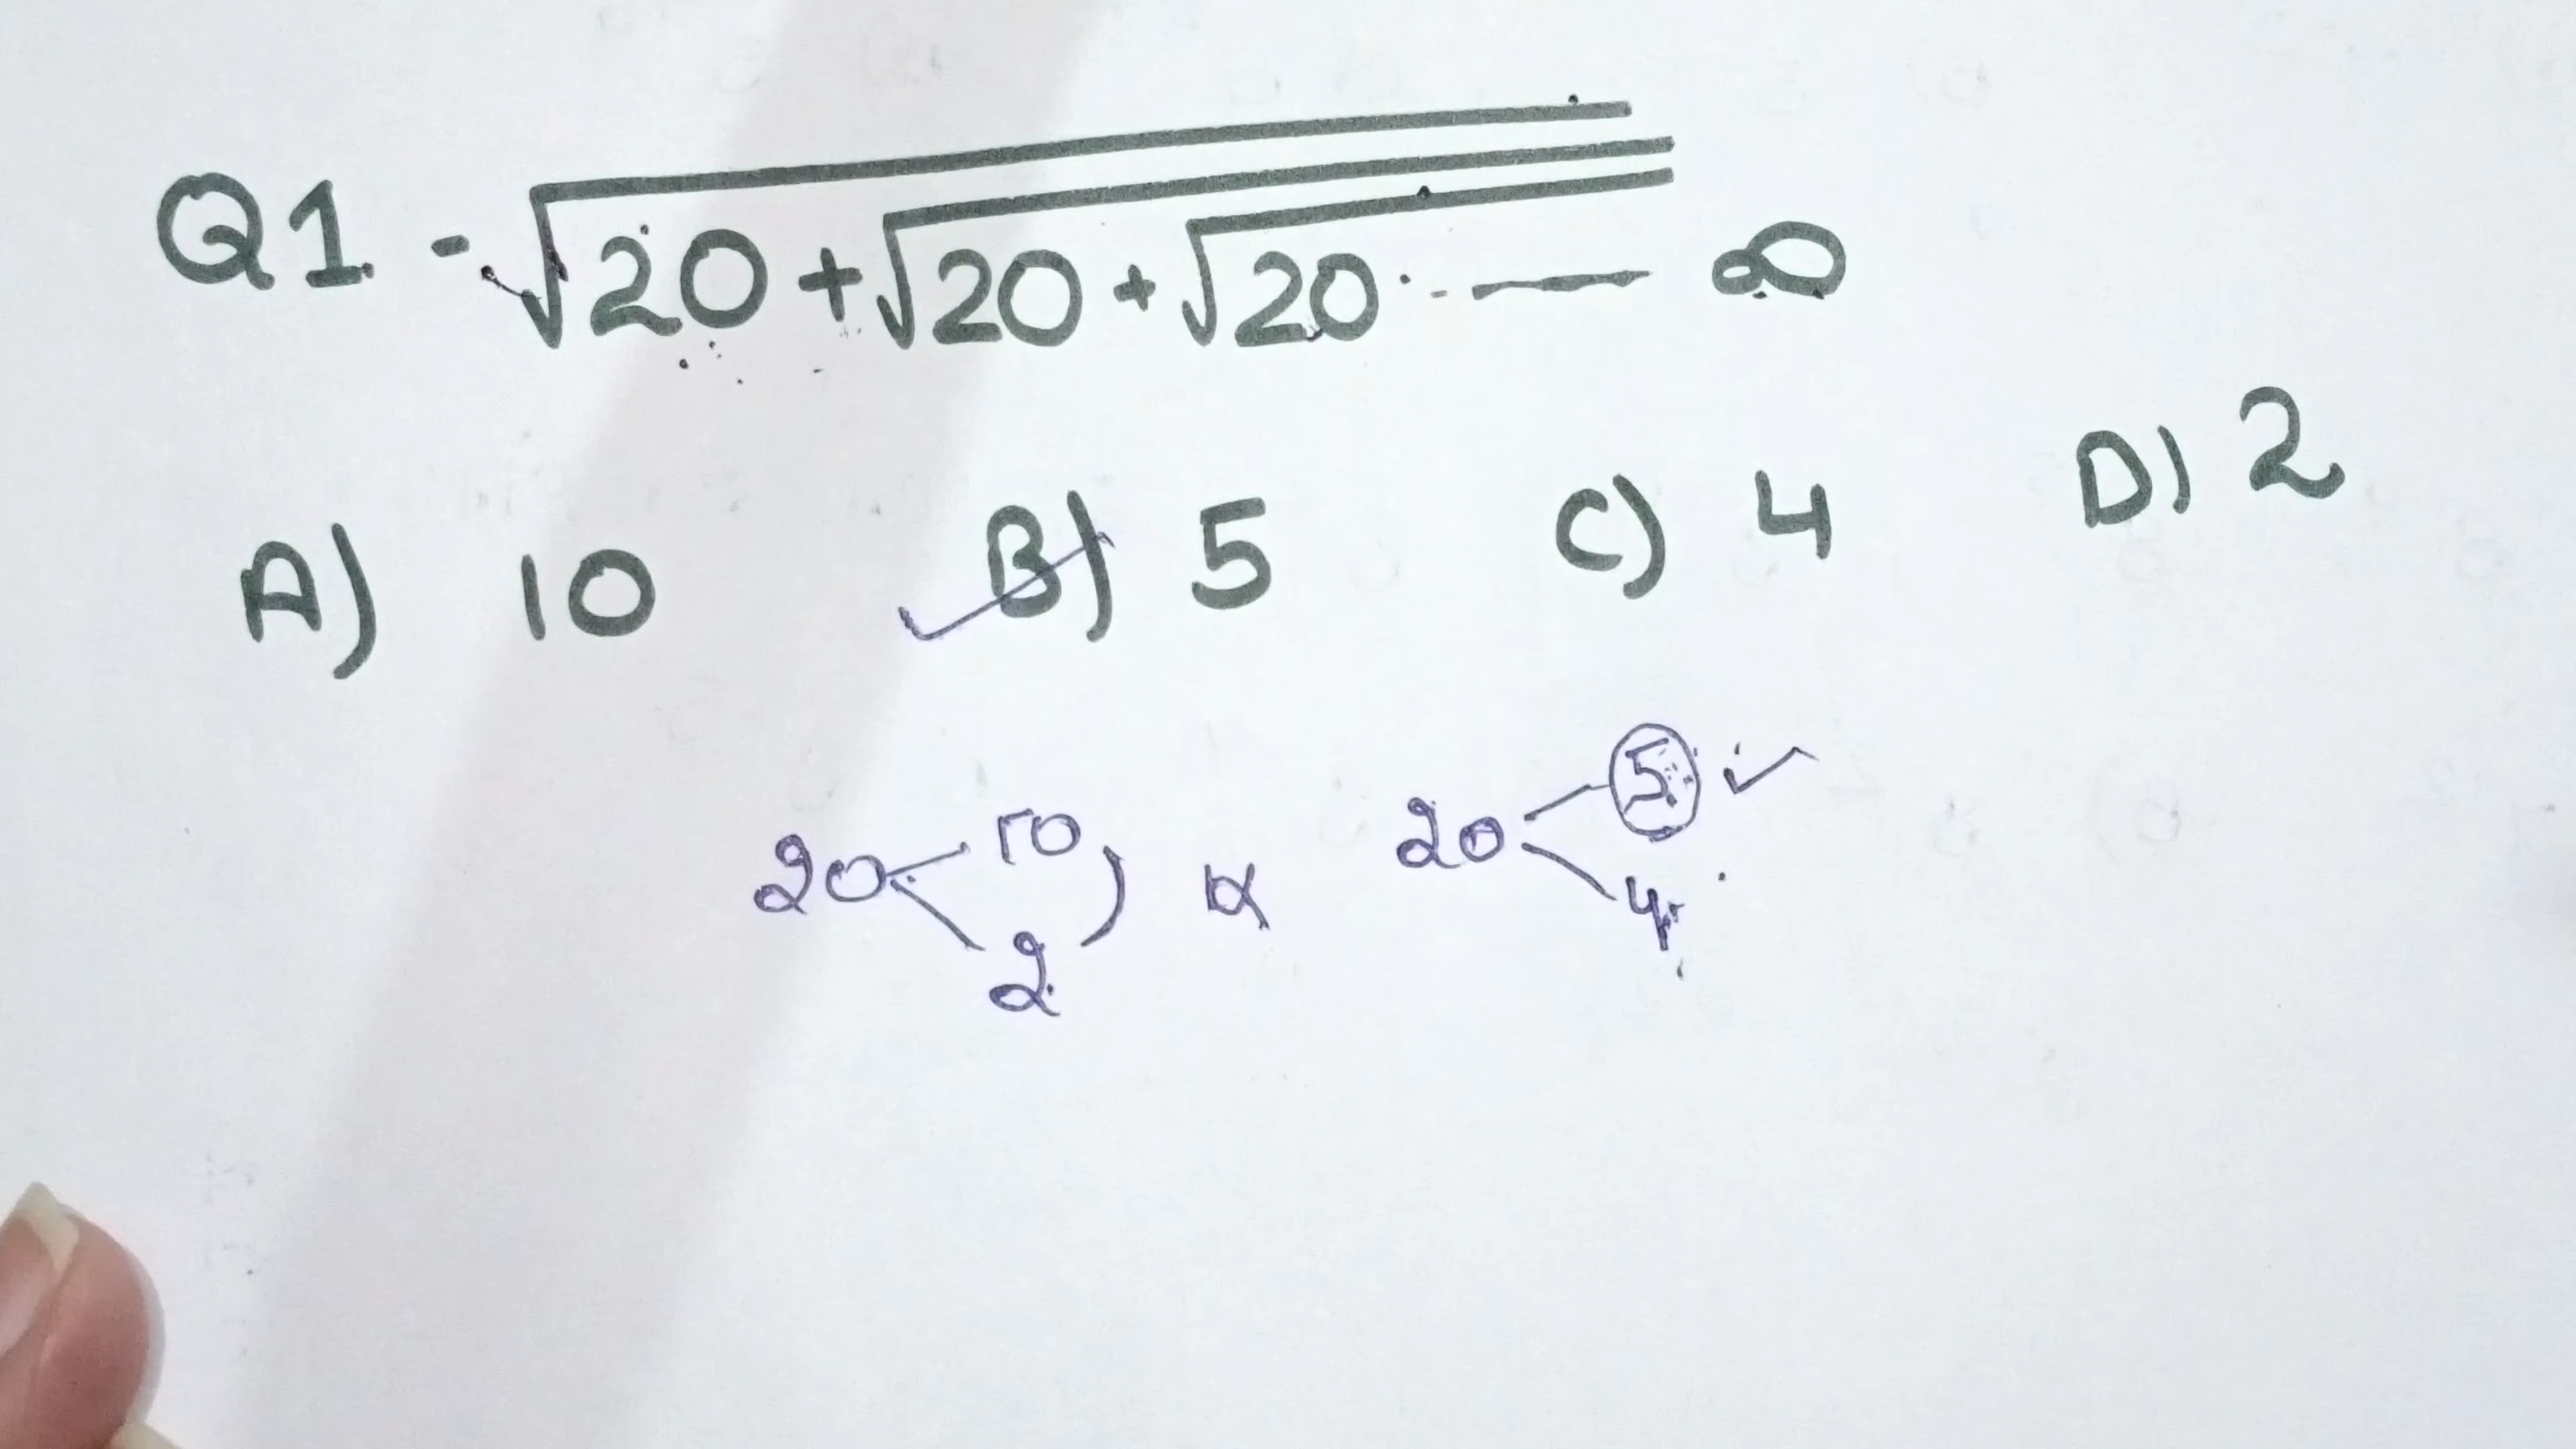 Q1 - √20 + √20 + √20 ..—— ∞
A) 10 B) 5 C) 4 D) 2
20 < 10 2 ) x 20 < 5 ✓ 4